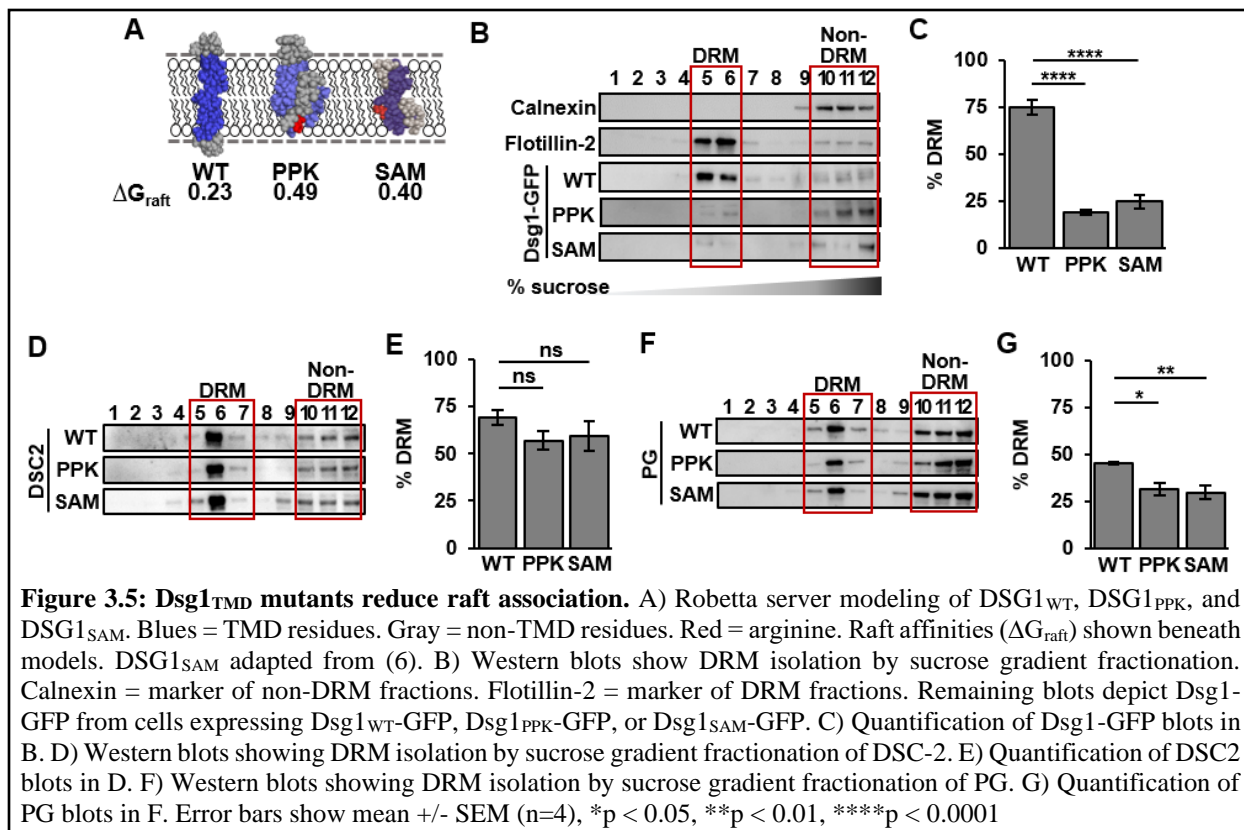 A
WT PPK SAM
ΔGraft 0.23 0.49 0.40
B
DRM Non-DRM
1 2 3 4 5 6 7 8 9 10 11 12
Calnexin
Flotillin-2
Dsg1-GFP
WT
PPK
SAM
% sucrose
C
****
****
100
75
50
25
0
% DRM
WT PPK SAM
D
DRM Non-DRM
1 2 3 4 5 6 7 8 9 10 11 12
DSC2
WT
PPK
SAM
E
100
75
50
25
0
% DRM
ns
ns
WT PPK SAM
F
DRM Non-DRM
1 2 3 4 5 6 7 8 9 10 11 12
PG
WT
PPK
SAM
G
100
75
50
25
0
% DRM
**
*
WT PPK SAM
Figure 3.5: Dsg1TMD mutants reduce raft association. A) Robetta server modeling of DSG1WT, DSG1PPK, and
DSG1SAM. Blues = TMD residues. Gray = non-TMD residues. Red = arginine. Raft affinities (ΔGraft) shown beneath
models. DSG1SAM adapted from (6). B) Western blots show DRM isolation by sucrose gradient fractionation.
Calnexin = marker of non-DRM fractions. Flotillin-2 = marker of DRM fractions. Remaining blots depict Dsg1-
GFP from cells expressing Dsg1WT-GFP, Dsg1PPK-GFP, or Dsg1SAM-GFP. C) Quantification of Dsg1-GFP blots in
B. D) Western blots showing DRM isolation by sucrose gradient fractionation of DSC-2. E) Quantification of DSC2
blots in D. F) Western blots showing DRM isolation by sucrose gradient fractionation of PG. G) Quantification of
PG blots in F. Error bars show mean +/- SEM (n=4), *p < 0.05, **p < 0.01, ****p < 0.0001